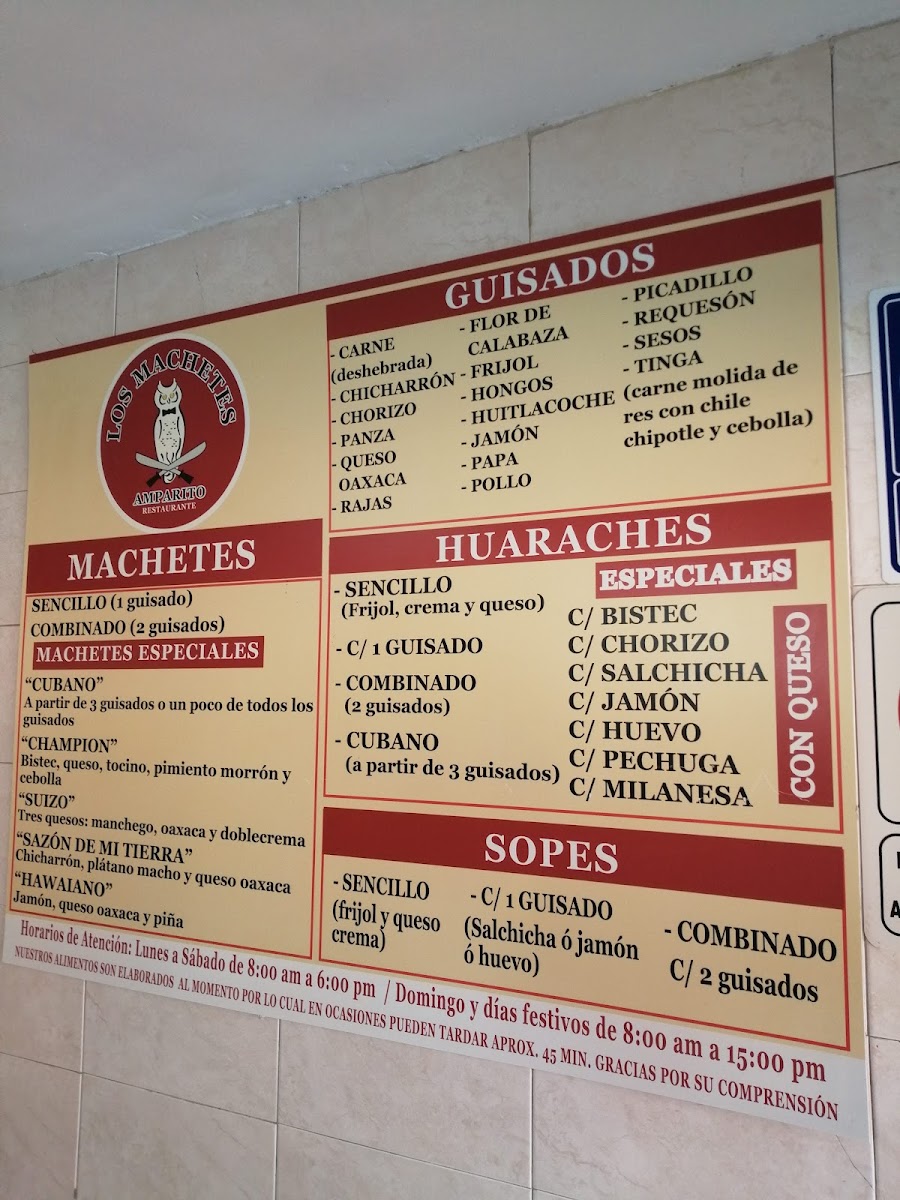 LOS MACHETES
AMPARITO
RESTAURANTE
MACHETES
SENCILLO (1 guisado)
COMBINADO (2 guisados)
MACHETES ESPECIALES
“CUBANO”
A partir de 3 guisados o un poco de todos los
guisados
“CHAMPION”
Bistec, queso, tocino, pimiento morrón y
cebolla
“SUIZO”
Tres quesos: manchego, oaxaca y doblecrema
“SAZÓN DE MI TIERRA”
Chicharrón, plátano macho y queso oaxaca
“HAWAIANO”
Jamón, queso oaxaca y piña
GUISADOS
- CARNE
(deshebrada)
- CHICHARRÓN
- CHORIZO
- PANZA
- QUESO
OAXACA
- RAJAS
- FLOR DE
CALABAZA
- FRIJOL
- HONGOS
- HUITLACOCHE
- JAMÓN
- PAPA
- POLLO
- PICADILLO
- REQUESÓN
- SESOS
- TINGA
(carne molida de
res con chile
chipotle y cebolla)
HUARACHES
- SENCILLO
(Frijol, crema y queso)
- C/ 1 GUISADO
- COMBINADO
(2 guisados)
- CUBANO
(a partir de 3 guisados)
ESPECIALES
C/ BISTEC
C/ CHORIZO
C/ SALCHICHA
C/ JAMÓN
C/ HUEVO
C/ PECHUGA
C/ MILANESA
CON QUESO
SOPES
- SENCILLO
(frijol y queso
crema)
- C/ 1 GUISADO
(Salchicha ó jamón
ó huevo)
- COMBINADO
C/ 2 guisados
Horarios de Atención: Lunes a Sábado de 8:00 am a 6:00 pm / Domingo y días festivos de 8:00 am a 15:00 pm
NUESTROS ALIMENTOS SON ELABORADOS AL MOMENTO POR LO CUAL EN OCASIONES PUEDEN TARDAR APROX. 45 MIN. GRACIAS POR SU COMPRENSIÓN